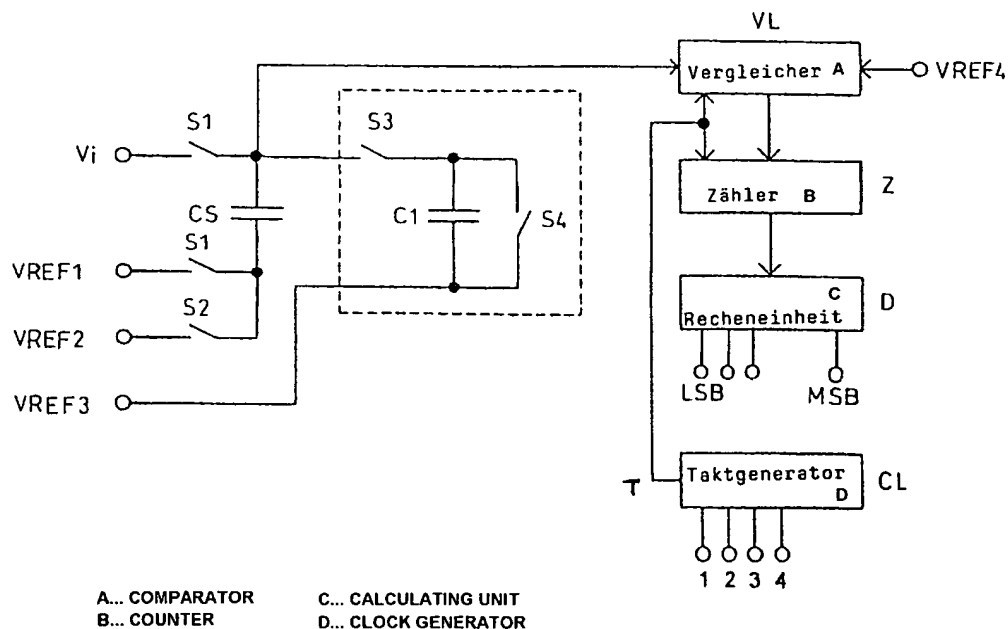 VL
Vergleicher A
VREF4
S1
S3
Vi
Zähler B
Z
CS
C1
S4
S1
VREF1
C
Recheneinheit
D
S2
VREF2
LSB
MSB
VREF3
T
Taktgenerator
D
CL
1 2 3 4
A... COMPARATOR
B... COUNTER
C... CALCULATING UNIT
D... CLOCK GENERATOR